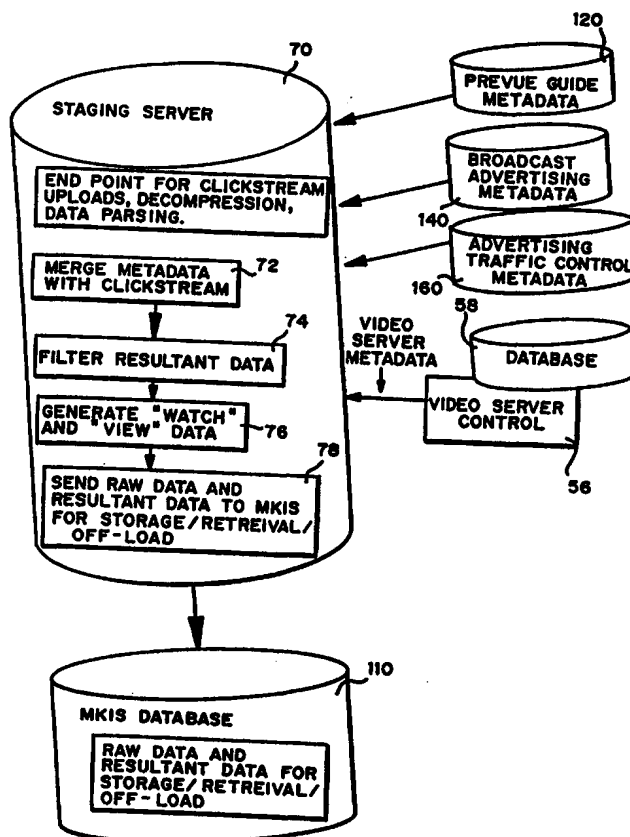 70
STAGING SERVER
END POINT FOR CLICKSTREAM
UPLOADS, DECOMPRESSION,
DATA PARSING.
MERGE METADATA
WITH CLICKSTREAM
72
FILTER RESULTANT DATA
74
GENERATE "WATCH"
AND "VIEW" DATA
76
78
SEND RAW DATA AND
RESULTANT DATA TO MKIS
FOR STORAGE/RETREIVAL/
OFF-LOAD
120
PREVUE GUIDE
METADATA
BROADCAST
ADVERTISING
METADATA
140
ADVERTISING
TRAFFIC CONTROL
METADATA
160
58
VIDEO
SERVER
METADATA
DATABASE
VIDEO SERVER
CONTROL
56
110
MKIS DATABASE
RAW DATA AND
RESULTANT DATA FOR
STORAGE/RETREIVAL/
OFF-LOAD